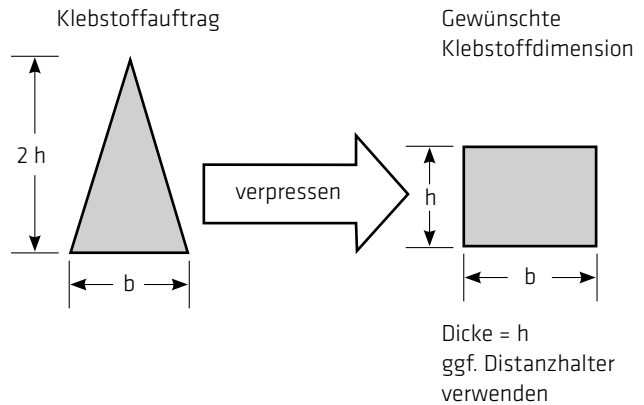 Klebstoffauftrag
Gewünschte
Klebstoffdimension
2 h
verpressen
h
b
b
Dicke = h
ggf. Distanzhalter
verwenden